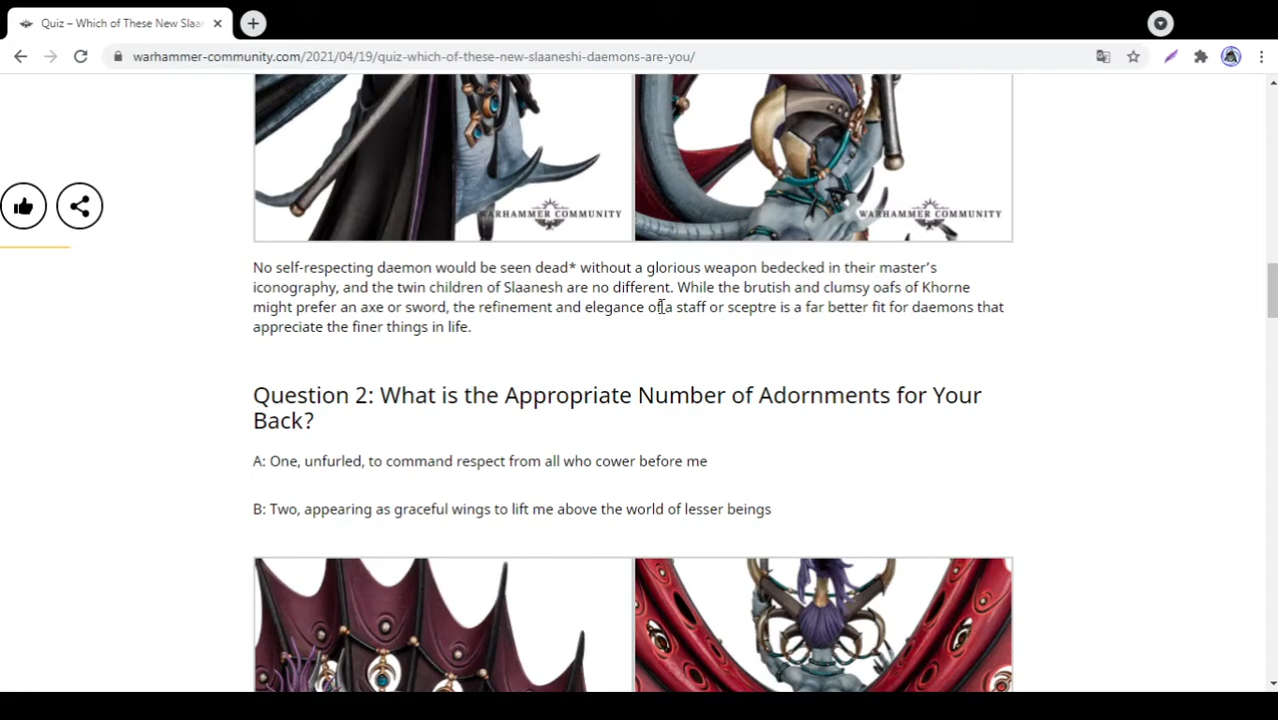 Quiz – Which of These New Slaa
warhammer-community.com/2021/04/19/quiz-which-of-these-new-slaaneshi-daemons-are-you/
WARHAMMER COMMUNITY
WARHAMMER COMMUNITY
No self-respecting daemon would be seen dead* without a glorious weapon bedecked in their master's
iconography, and the twin children of Slaanesh are no different. While the brutish and clumsy oafs of Khorne
might prefer an axe or sword, the refinement and elegance of a staff or sceptre is a far better fit for daemons that
appreciate the finer things in life.
Question 2: What is the Appropriate Number of Adornments for Your
Back?
A: One, unfurled, to command respect from all who cower before me
B: Two, appearing as graceful wings to lift me above the world of lesser beings